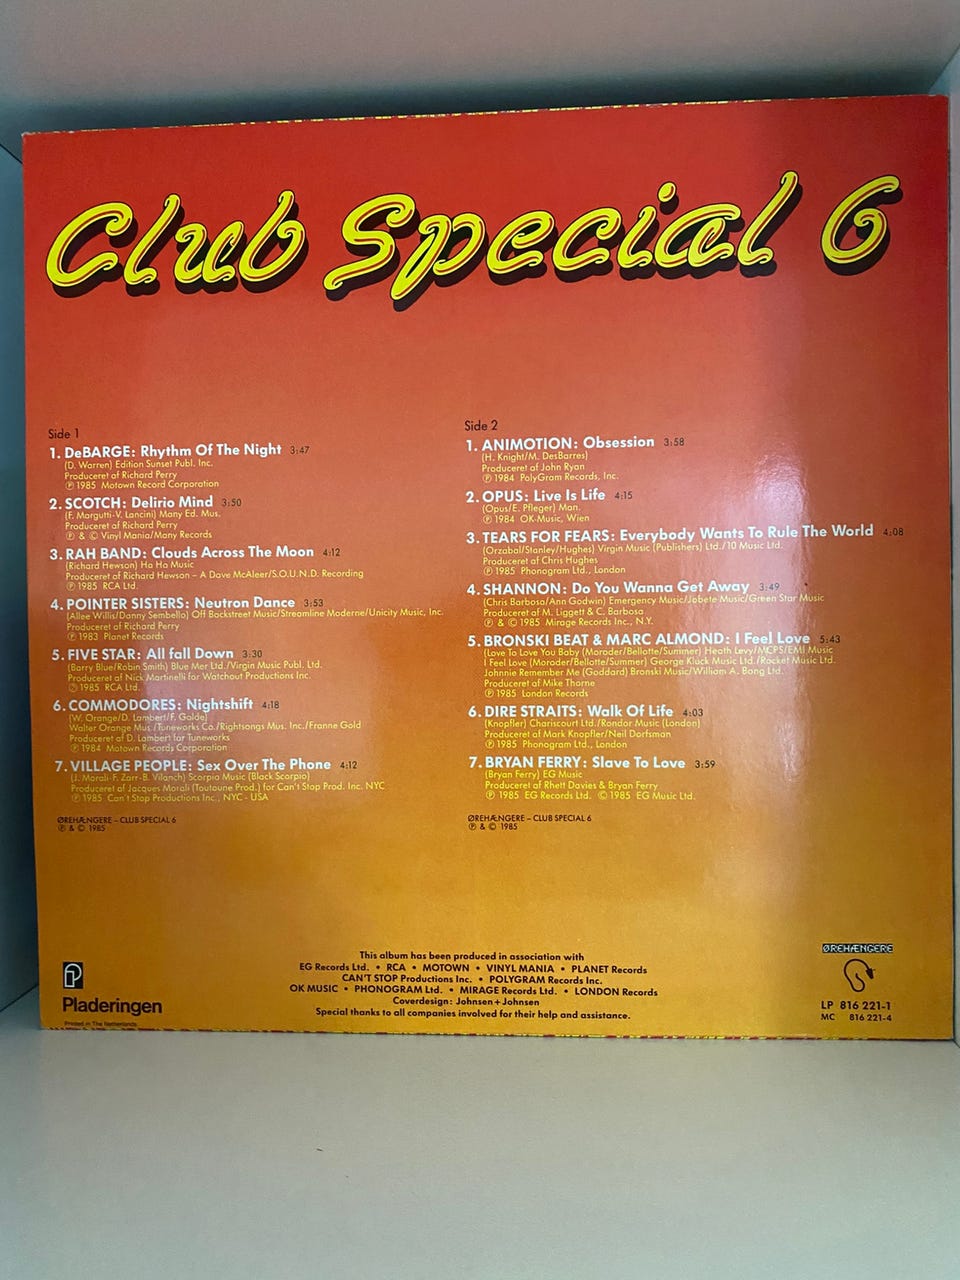 Club Special 6
Side 1
1. DeBARGE: Rhythm Of The Night 3:47
(D. Warren) Edition Sunset Publ. Inc.
Produceret af Richard Perry
℗ 1985 Motown Record Corporation
2. SCOTCH: Delirio Mind 3:50
(F. Margutti-V. Lancini) Many Ed. Mus.
Produceret af Richard Perry
℗ & © Vinyl Mania/Many Records
3. RAH BAND: Clouds Across The Moon 4:12
(Richard Hewson) Ha Ha Music
Produceret af Richard Hewson – A Dave McAleer/S.O.U.N.D. Recording
℗ 1985 RCA Ltd.
4. POINTER SISTERS: Neutron Dance 3:53
(Allee Willis/Danny Sembello) Off Backstreet Music/Streamline Moderne/Unicity Music, Inc.
Produceret af Richard Perry
℗ 1983 Planet Records
5. FIVE STAR: All fall Down 3:30
(Barry Blue/Robin Smith) Blue Mer Ltd./Virgin Music Publ. Ltd.
Produceret af Nick Martinelli for Watchout Productions Inc.
℗ 1985 RCA Ltd.
6. COMMODORES: Nightshift 4:18
(W. Orange/D. Lambert/F. Golde)
Walter Orange Mus./Tuneworks Co./Rightsongs Mus. Inc./Franne Gold
Produceret af D. Lambert for Tuneworks
℗ 1984 Motown Records Corporation
7. VILLAGE PEOPLE: Sex Over The Phone 4:12
(J. Morali-F. Zarr-B. Vilanch) Scorpio Music (Black Scorpio)
Produceret af Jacques Morali (Toutoune Prod.) for Can't Stop Prod. Inc. NYC
℗ 1985 Can't Stop Productions Inc., NYC - USA
ØREHÆNGERE – CLUB SPECIAL 6
℗ & © 1985
Side 2
1. ANIMOTION: Obsession 3:58
(H. Knight/M. DesBarres)
Produceret af John Ryan
℗ 1984 PolyGram Records, Inc.
2. OPUS: Live Is Life 4:15
(Opus/E. Pfleger) Man.
℗ 1984 OK-Music, Wien
3. TEARS FOR FEARS: Everybody Wants To Rule The World 4:08
(Orzabal/Stanley/Hughes) Virgin Music (Publishers) Ltd./10 Music Ltd.
Produceret af Chris Hughes
℗ 1985 Phonogram Ltd., London
4. SHANNON: Do You Wanna Get Away 3:49
(Chris Barbosa/Ann Godwin) Emergency Music/Jobete Music/Green Star Music
Produceret af M. Liggett & C. Barbosa
℗ & © 1985 Mirage Records Inc., N.Y.
5. BRONSKI BEAT & MARC ALMOND: I Feel Love 5:43
(Love To Love You Baby (Moroder/Bellotte/Summer) Heath Levy/MCPS/EMI Music
I Feel Love (Moroder/Bellotte/Summer) George Kluck Music Ltd./Rocket Music Ltd.
Johnnie Remember Me (Goddard) Bronski Music/William A. Bong Ltd.
Produceret af Mike Thorne
℗ 1985 London Records
6. DIRE STRAITS: Walk Of Life 4:03
(Knopfler) Chariscourt Ltd./Rondor Music (London)
Produceret af Mark Knopfler/Neil Dorfsman
℗ 1985 Phonogram Ltd., London
7. BRYAN FERRY: Slave To Love 3:59
(Bryan Ferry) EG Music
Produceret af Rhett Davies & Bryan Ferry
℗ 1985 EG Records Ltd. © 1985 EG Music Ltd.
ØREHÆNGERE – CLUB SPECIAL 6
℗ & © 1985
This album has been produced in association with
EG Records Ltd. • RCA • MOTOWN • VINYL MANIA • PLANET Records
CAN'T STOP Productions Inc. • POLYGRAM Records Inc.
OK MUSIC • PHONOGRAM Ltd. • MIRAGE Records Ltd. • LONDON Records
Coverdesign: Johnsen + Johnsen
Special thanks to all companies involved for their help and assistance.
Pladeringen
Printed in The Netherlands
ØREHÆNGERE
LP 816 221-1
MC 816 221-4